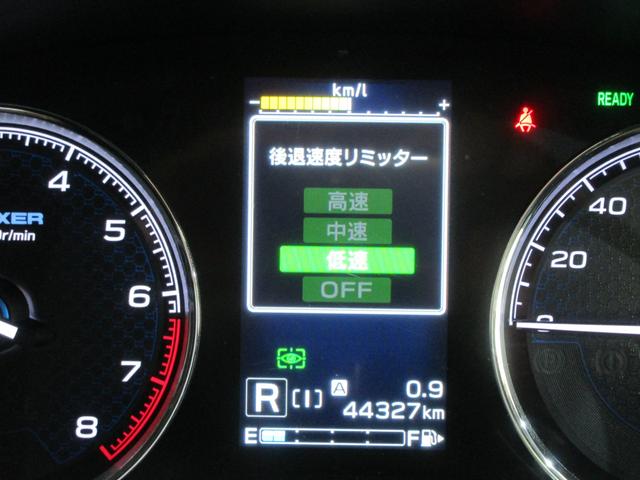 km/l
- +
後退速度リミッター
高速
中速
低速
OFF
READY
XER
0r/min
4
5
6
7
8
40
20
0
R [I] A 0.9
44327km
E F